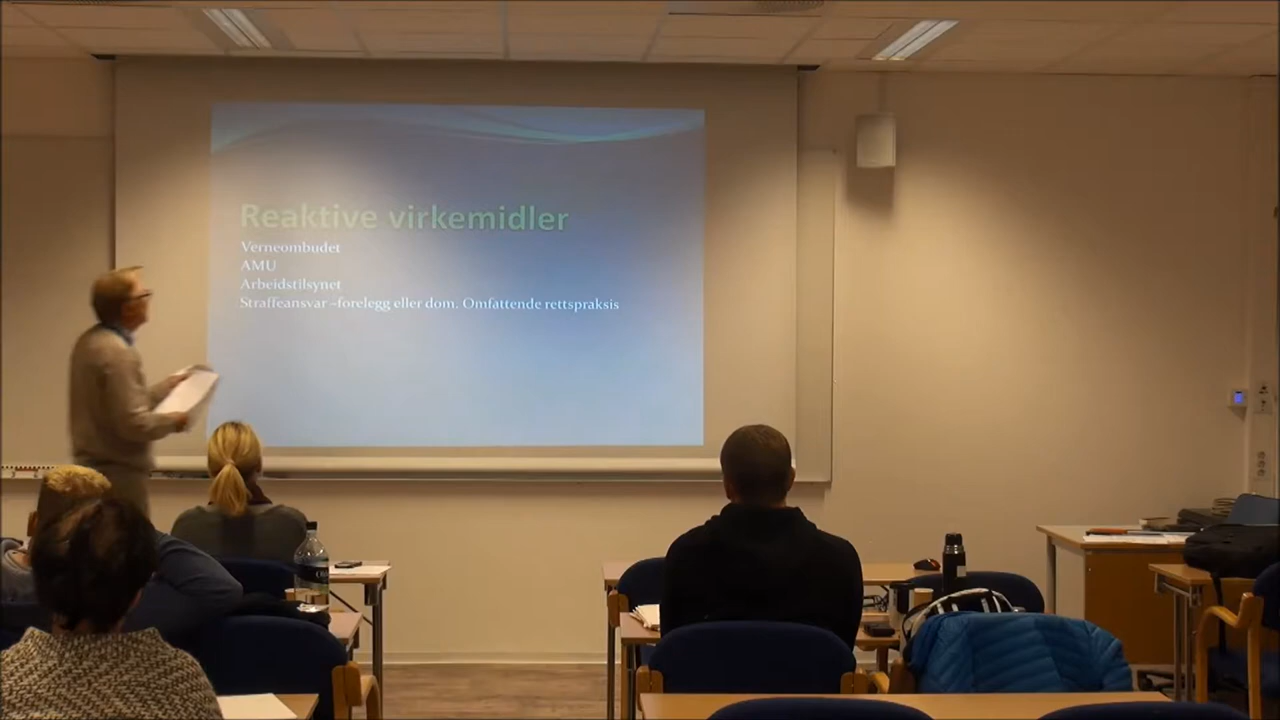 Reaktive virkemidler
Verneombudet
AMU
Arbeidstilsynet
Straffeansvar –forelegg eller dom. Omfattende rettspraksis